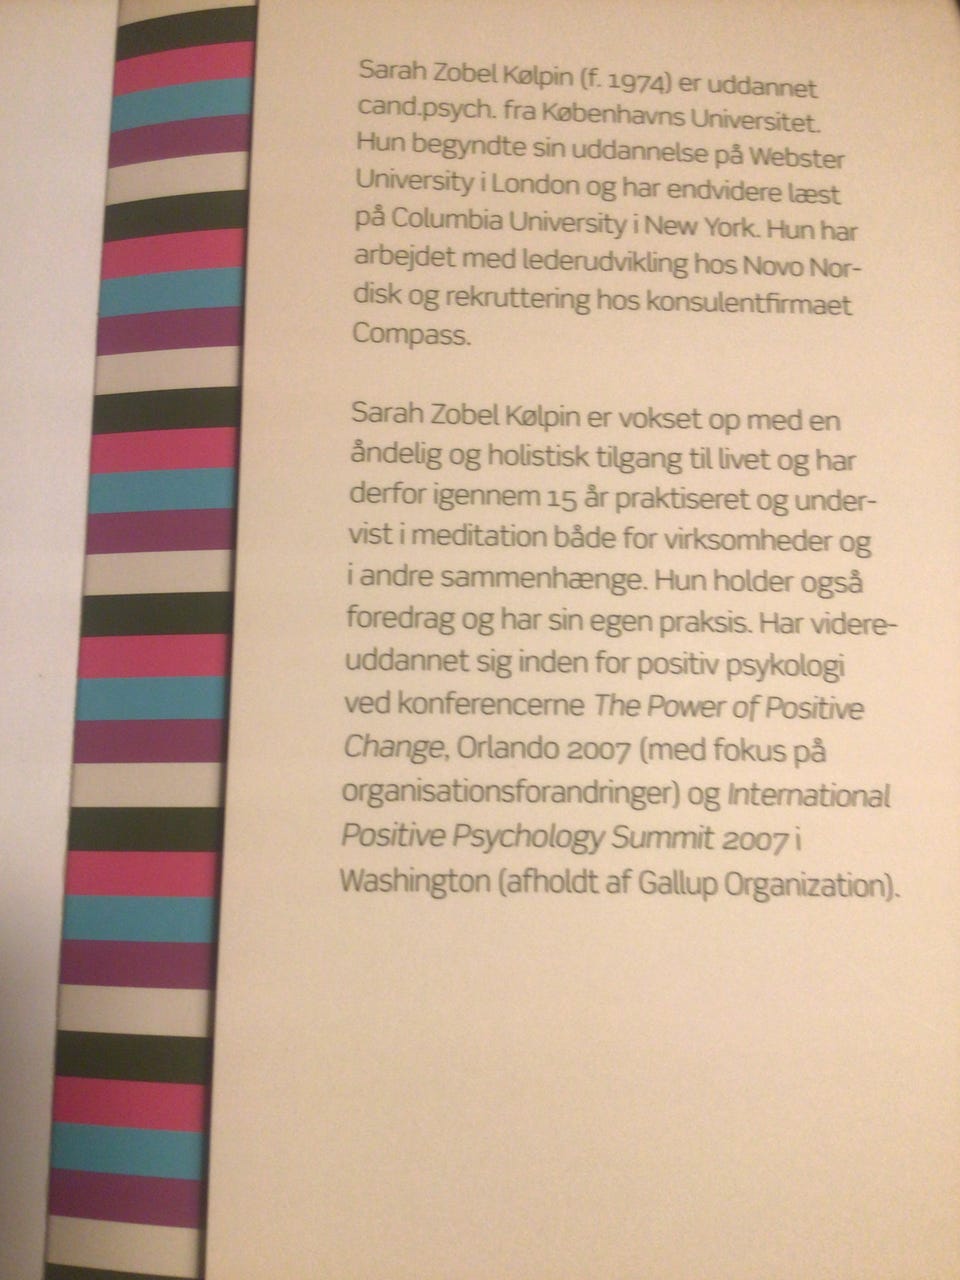 Sarah Zobel Kølpin (f. 1974) er uddannet
cand.psych. fra Københavns Universitet.
Hun begyndte sin uddannelse på Webster
University i London og har endvidere læst
på Columbia University i New York. Hun har
arbejdet med lederudvikling hos Novo Nor-
disk og rekruttering hos konsulentfirmaet
Compass.
Sarah Zobel Kølpin er vokset op med en
åndelig og holistisk tilgang til livet og har
derfor igennem 15 år praktiseret og under-
vist i meditation både for virksomheder og
i andre sammenhænge. Hun holder også
foredrag og har sin egen praksis. Har videre-
uddannet sig inden for positiv psykologi
ved konferencerne The Power of Positive
Change, Orlando 2007 (med fokus på
organisationsforandringer) og International
Positive Psychology Summit 2007 i
Washington (afholdt af Gallup Organization).